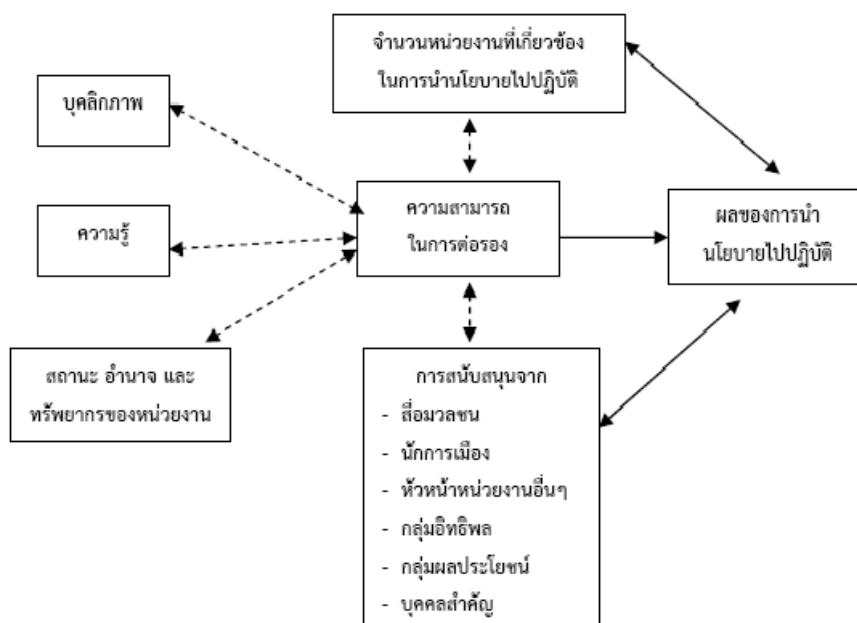 จำนวนหน่วยงานที่เกี่ยวข้อง
ในการนำนโยบายไปปฏิบัติ
บุคลิกภาพ
ความสามารถ
ในการต่อรอง
ผลของการนำ
นโยบายไปปฏิบัติ
ความรู้
สถานะ อำนาจ และ
ทรัพยากรของหน่วยงาน
การสนับสนุนจาก
- สื่อมวลชน
- นักการเมือง
- หัวหน้าหน่วยงานอื่นๆ
- กลุ่มอิทธิพล
- กลุ่มผลประโยชน์
- บุคคลสำคัญ